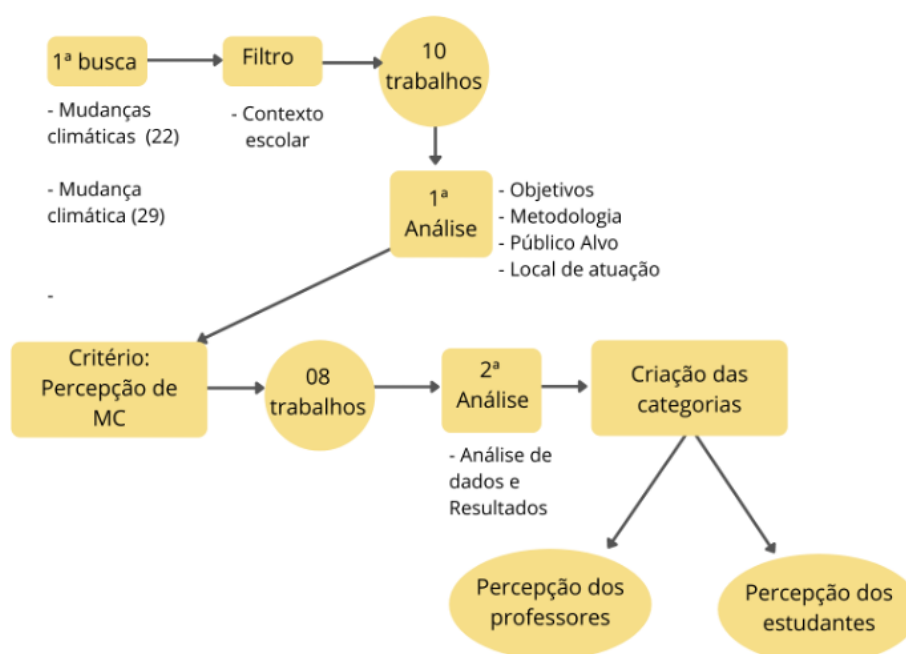 1ª busca
Filtro
10
trabalhos
- Mudanças
climáticas (22)
- Mudança
climática (29)
-
- Contexto
escolar
1ª
Análise
- Objetivos
- Metodologia
- Público Alvo
- Local de atuação
Critério:
Percepção de
MC
08
trabalhos
2ª
Análise
- Análise de
dados e
Resultados
Criação das
categorias
Percepção dos
professores
Percepção dos
estudantes